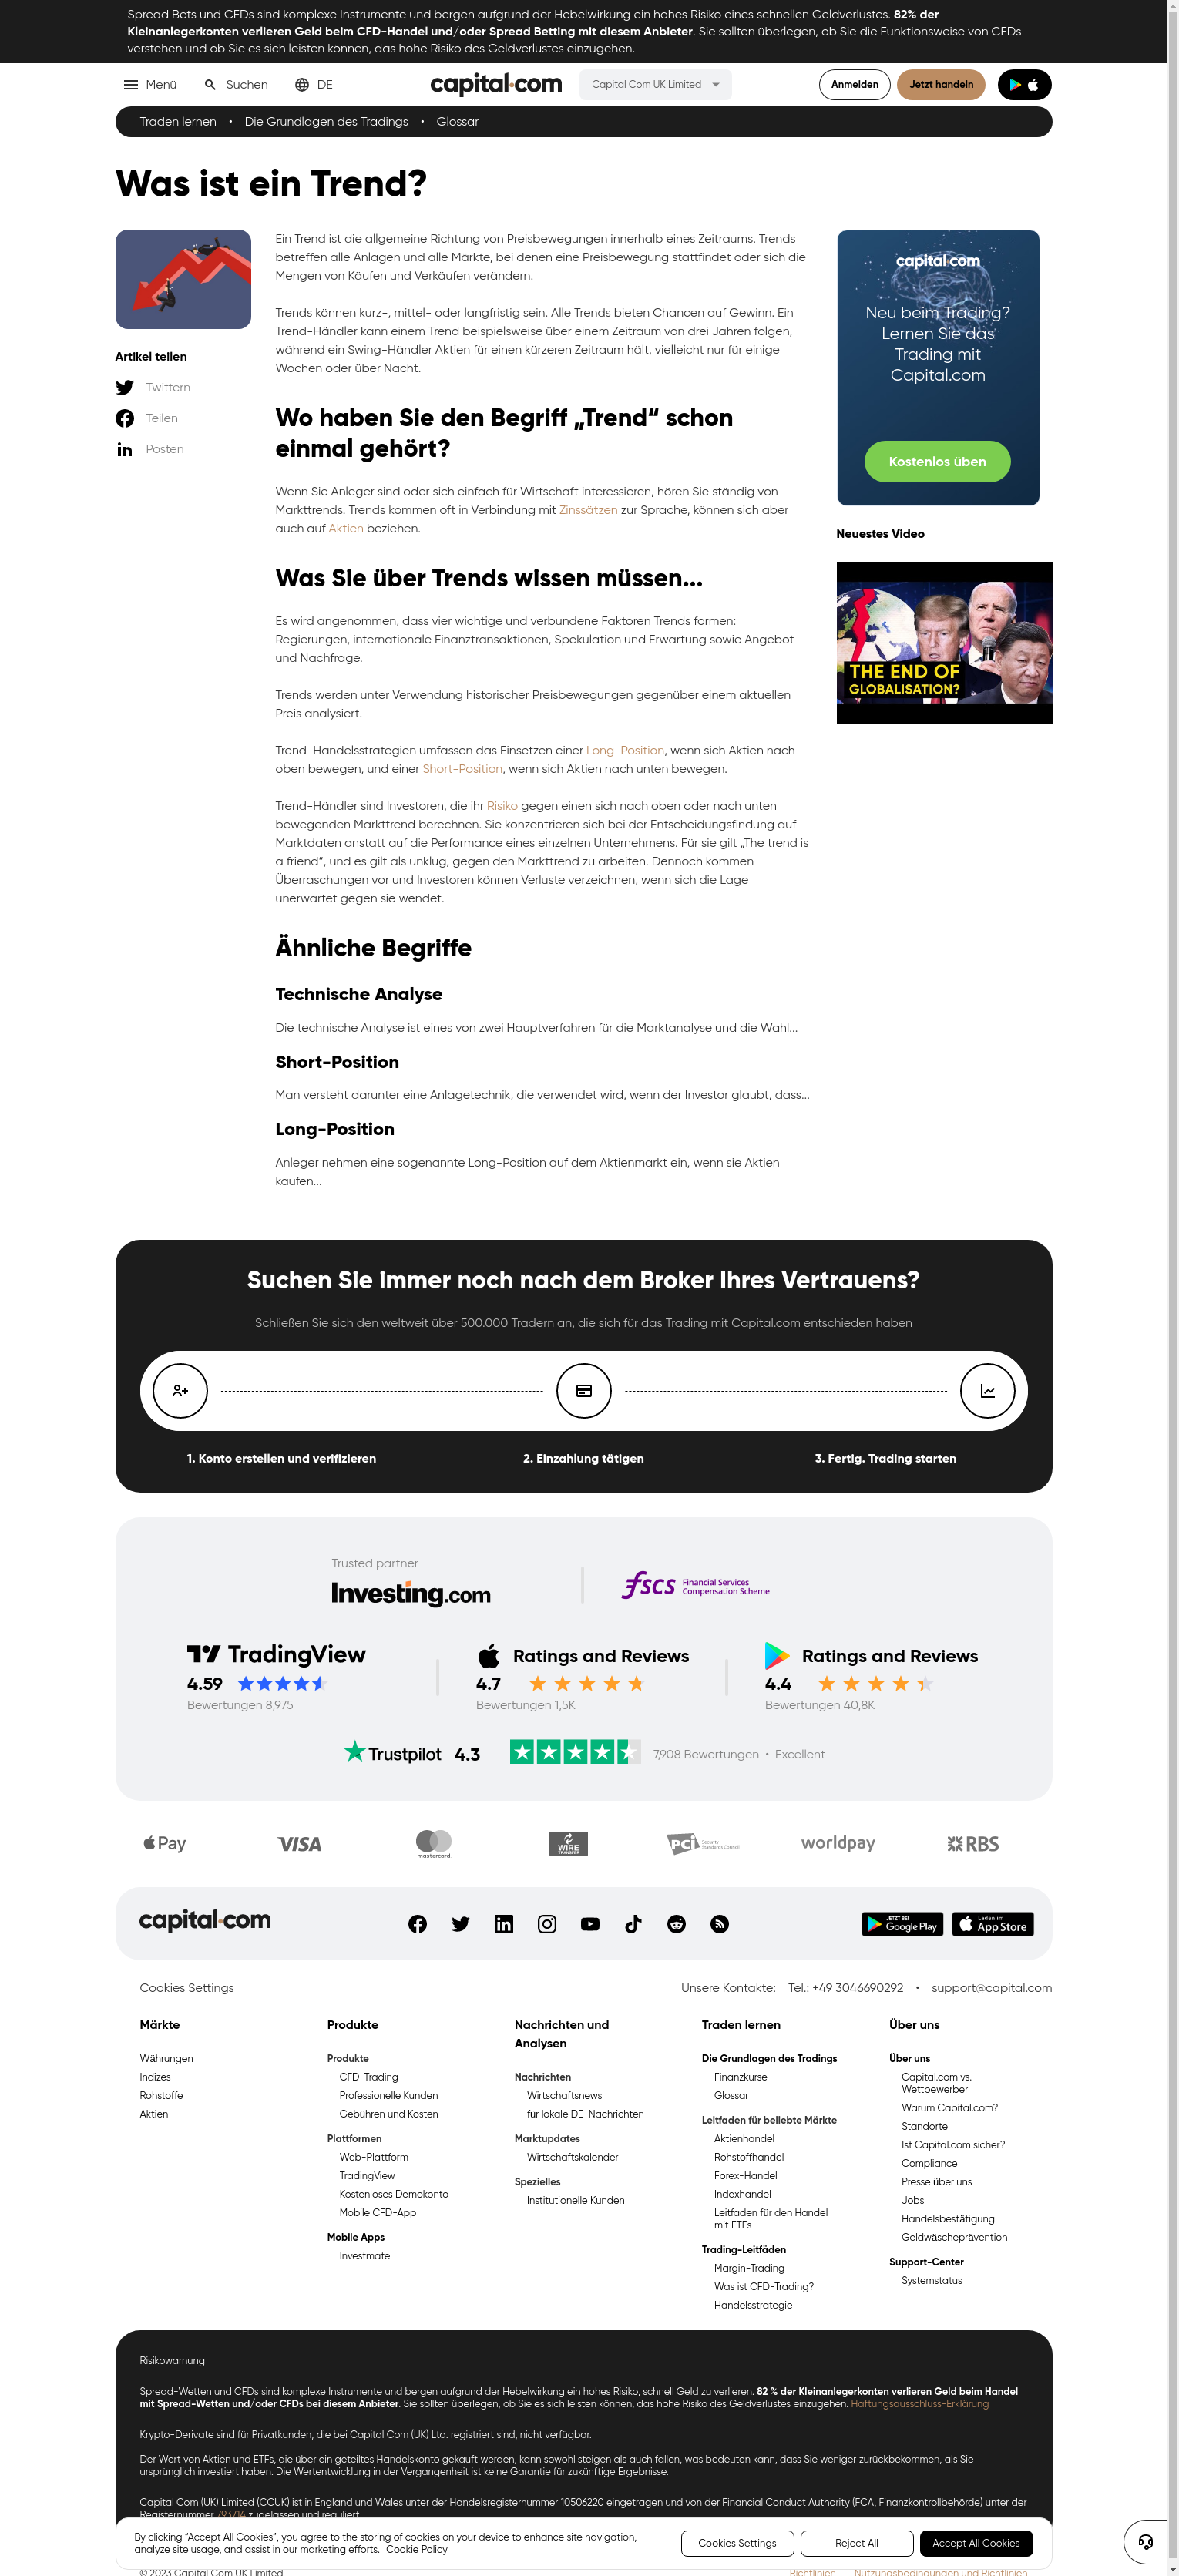 Spread Bets und CFDs sind komplexe Instrumente und bergen aufgrund der Hebelwirkung ein hohes Risiko eines schnellen Geldverlustes. 82% der
Kleinanlegerkonten verlieren Geld beim CFD-Handel und/oder Spread Betting mit diesem Anbieter. Sie sollten überlegen, ob Sie die Funktionsweise von CFDs
verstehen und ob Sie es sich leisten können, das hohe Risiko des Geldverlustes einzugehen.
Menü Suchen DE capital.com Capital Com UK Limited Anmelden Jetzt handeln
Traden lernen • Die Grundlagen des Tradings • Glossar
Was ist ein Trend?
Artikel teilen
Twittern
Teilen
Posten
Ein Trend ist die allgemeine Richtung von Preisbewegungen innerhalb eines Zeitraums. Trends
betreffen alle Anlagen und alle Märkte, bei denen eine Preisbewegung stattfindet oder sich die
Mengen von Käufen und Verkäufen verändern.
Trends können kurz-, mittel- oder langfristig sein. Alle Trends bieten Chancen auf Gewinn. Ein
Trend-Händler kann einem Trend beispielsweise über einem Zeitraum von drei Jahren folgen,
während ein Swing-Händler Aktien für einen kürzeren Zeitraum hält, vielleicht nur für einige
Wochen oder über Nacht.
Wo haben Sie den Begriff „Trend“ schon
einmal gehört?
Wenn Sie Anleger sind oder sich einfach für Wirtschaft interessieren, hören Sie ständig von
Markttrends. Trends kommen oft in Verbindung mit Zinssätzen zur Sprache, können sich aber
auch auf Aktien beziehen.
Was Sie über Trends wissen müssen...
Es wird angenommen, dass vier wichtige und verbundene Faktoren Trends formen:
Regierungen, internationale Finanztransaktionen, Spekulation und Erwartung sowie Angebot
und Nachfrage.
Trends werden unter Verwendung historischer Preisbewegungen gegenüber einem aktuellen
Preis analysiert.
Trend-Handelsstrategien umfassen das Einsetzen einer Long-Position, wenn sich Aktien nach
oben bewegen, und einer Short-Position, wenn sich Aktien nach unten bewegen.
Trend-Händler sind Investoren, die ihr Risiko gegen einen sich nach oben oder nach unten
bewegenden Markttrend berechnen. Sie konzentrieren sich bei der Entscheidungsfindung auf
Marktdaten anstatt auf die Performance eines einzelnen Unternehmens. Für sie gilt „The trend is
a friend“, und es gilt als unklug, gegen den Markttrend zu arbeiten. Dennoch kommen
Überraschungen vor und Investoren können Verluste verzeichnen, wenn sich die Lage
unerwartet gegen sie wendet.
Ähnliche Begriffe
Technische Analyse
Die technische Analyse ist eines von zwei Hauptverfahren für die Marktanalyse und die Wahl...
Short-Position
Man versteht darunter eine Anlagetechnik, die verwendet wird, wenn der Investor glaubt, dass...
Long-Position
Anleger nehmen eine sogenannte Long-Position auf dem Aktienmarkt ein, wenn sie Aktien
kaufen...
capital.com
Neu beim Trading?
Lernen Sie das
Trading mit
Capital.com
Kostenlos üben
Neuestes Video
THE END OF
GLOBALISATION?
Suchen Sie immer noch nach dem Broker Ihres Vertrauens?
Schließen Sie sich den weltweit über 500.000 Tradern an, die sich für das Trading mit Capital.com entschieden haben
1. Konto erstellen und verifizieren
2. Einzahlung tätigen
3. Fertig. Trading starten
Trusted partner
Investing.com
fscs Financial Services
Compensation Scheme
TradingView
4.59
Bewertungen 8,975
Ratings and Reviews
4.7
Bewertungen 1,5K
Ratings and Reviews
4.4
Bewertungen 40,8K
Trustpilot 4.3 7,908 Bewertungen • Excellent
Pay VISA mastercard WIRE TRANSFER PCI Security Standards Council worldpay RBS
capital.com
JETZT BEI Google Play
Laden im App Store
Cookies Settings
Unsere Kontakte: Tel.: +49 3046690292 • support@capital.com
Märkte
Währungen
Indizes
Rohstoffe
Aktien
Produkte
Produkte
CFD-Trading
Professionelle Kunden
Gebühren und Kosten
Plattformen
Web-Plattform
TradingView
Kostenloses Demokonto
Mobile CFD-App
Mobile Apps
Investmate
Nachrichten und
Analysen
Nachrichten
Wirtschaftsnews
für lokale DE-Nachrichten
Marktupdates
Wirtschaftskalender
Spezielles
Institutionelle Kunden
Traden lernen
Die Grundlagen des Tradings
Finanzkurse
Glossar
Leitfaden für beliebte Märkte
Aktienhandel
Rohstoffhandel
Forex-Handel
Indexhandel
Leitfaden für den Handel
mit ETFs
Trading-Leitfäden
Margin-Trading
Was ist CFD-Trading?
Handelsstrategie
Über uns
Über uns
Capital.com vs.
Wettbewerber
Warum Capital.com?
Standorte
Ist Capital.com sicher?
Compliance
Presse über uns
Jobs
Handelsbestätigung
Geldwäscheprävention
Support-Center
Systemstatus
Risikowarnung
Spread-Wetten und CFDs sind komplexe Instrumente und bergen aufgrund der Hebelwirkung ein hohes Risiko, schnell Geld zu verlieren. 82 % der Kleinanlegerkonten verlieren Geld beim Handel
mit Spread-Wetten und/oder CFDs bei diesem Anbieter. Sie sollten überlegen, ob Sie es sich leisten können, das hohe Risiko des Geldverlustes einzugehen. Haftungsausschluss-Erklärung
Krypto-Derivate sind für Privatkunden, die bei Capital Com (UK) Ltd. registriert sind, nicht verfügbar.
Der Wert von Aktien und ETFs, die über ein geteiltes Handelskonto gekauft werden, kann sowohl steigen als auch fallen, was bedeuten kann, dass Sie weniger zurückbekommen, als Sie
ursprünglich investiert haben. Die Wertentwicklung in der Vergangenheit ist keine Garantie für zukünftige Ergebnisse.
Capital Com (UK) Limited (CCUK) ist in England und Wales unter der Handelsregisternummer 10506220 eingetragen und von der Financial Conduct Authority (FCA, Finanzkontrollbehörde) unter der
Registernummer 793714 zugelassen und reguliert.
By clicking “Accept All Cookies”, you agree to the storing of cookies on your device to enhance site navigation,
analyze site usage, and assist in our marketing efforts. Cookie Policy
Cookies Settings
Reject All
Accept All Cookies
© 2023 Capital Com UK Limited
Richtlinien Nutzungsbedingungen und Richtlinien